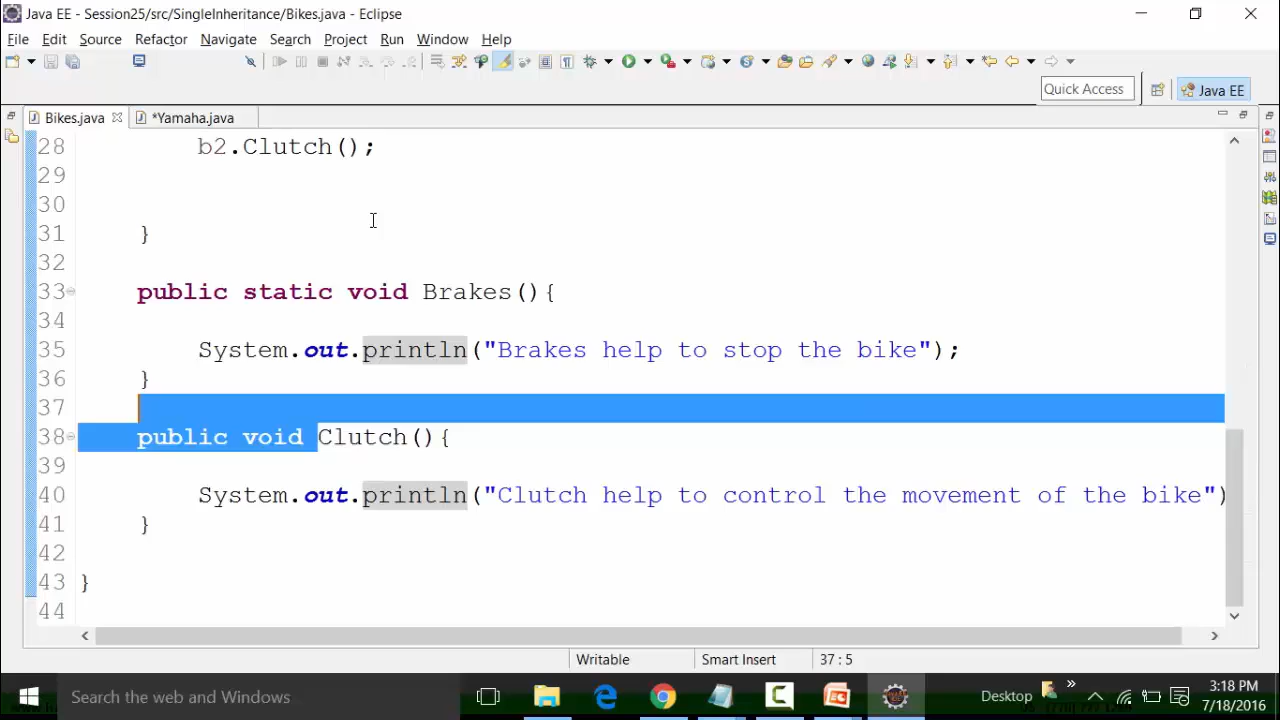 Java EE - Session25/src/SingleInheritance/Bikes.java - Eclipse
File Edit Source Refactor Navigate Search Project Run Window Help
Quick Access Java EE
Bikes.java *Yamaha.java
28 b2.Clutch();
29
30
31 }
32
33 public static void Brakes(){
34
35 System.out.println("Brakes help to stop the bike");
36 }
37
38 public void Clutch(){
39
40 System.out.println("Clutch help to control the movement of the bike")
41 }
42
43 }
44
Writable Smart Insert 37 : 5
Search the web and Windows Desktop 3:18 PM
7/18/2016